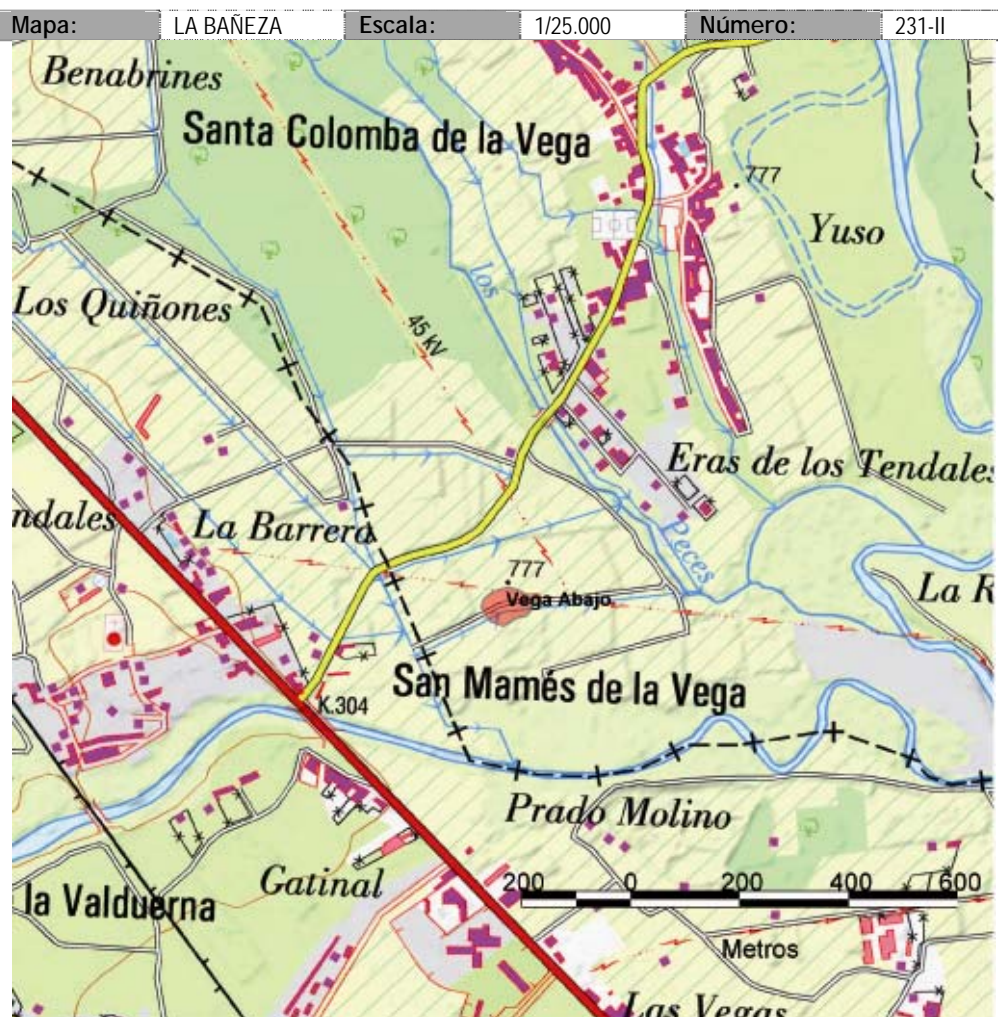 Mapa: LA BAÑEZA Escala: 1/25.000 Número: 231-II
Benabrines
Santa Colomba de la Vega
777
Yuso
los
Los Quiñones
45 kV
Eras de los Tendales
ndales
La Barrera
Peces
777
Vega Abajo
La R
San Mamés de la Vega
K.304
Prado Molino
Gatinal
200 0 200 400 600
la Valduerna
Metros
Las Vegas